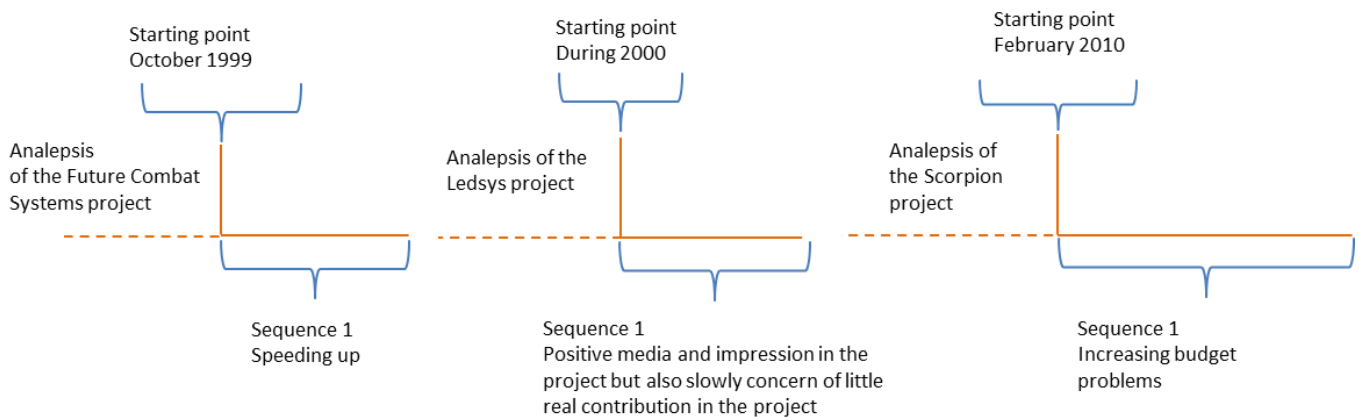 Starting point
October 1999
Analepsis
of the Future Combat
Systems project
Sequence 1
Speeding up
Starting point
During 2000
Analepsis of the
Ledsys project
Sequence 1
Positive media and impression in the
project but also slowly concern of little
real contribution in the project
Starting point
February 2010
Analepsis of
the Scorpion
project
Sequence 1
Increasing budget
problems